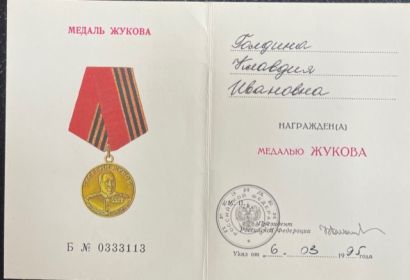 МЕДАЛЬ ЖУКОВА
Б № 0333113
Голдина
Клавдия
Ивановна
НАГРАЖДЕН(А)
МЕДАЛЬЮ ЖУКОВА
М. П.
Президент
Российской Федерации
Указ от 6 03 1995 года